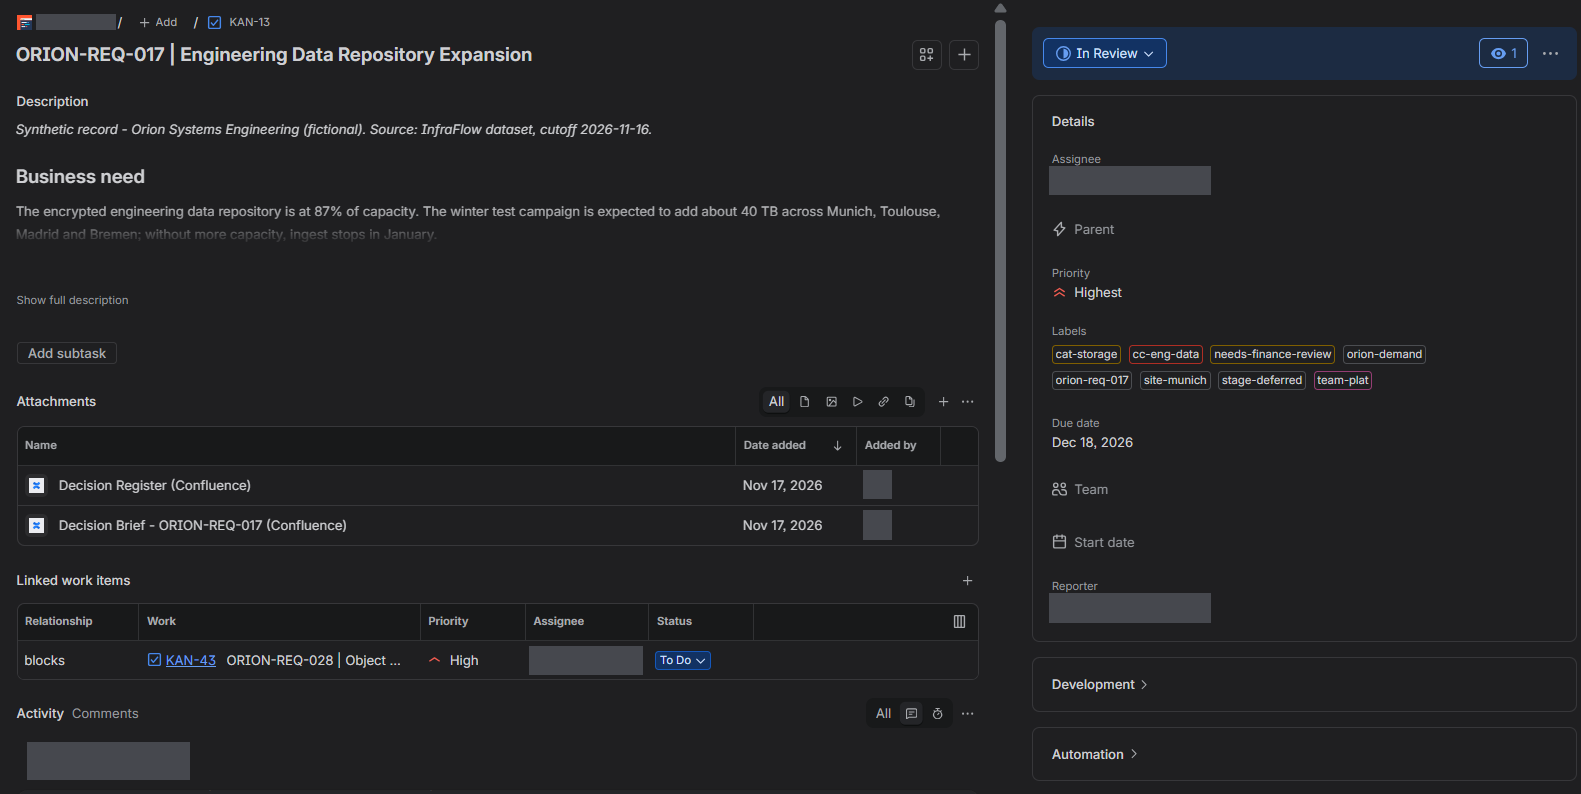 / + Add / KAN-13
ORION-REQ-017 | Engineering Data Repository Expansion
Description
Synthetic record - Orion Systems Engineering (fictional). Source: InfraFlow dataset, cutoff 2026-11-16.
Business need
The encrypted engineering data repository is at 87% of capacity. The winter test campaign is expected to add about 40 TB across Munich, Toulouse,
Madrid and Bremen; without more capacity, ingest stops in January.
Show full description
Add subtask
Attachments
All
Name Date added Added by
Decision Register (Confluence) Nov 17, 2026
Decision Brief - ORION-REQ-017 (Confluence) Nov 17, 2026
Linked work items
Relationship Work Priority Assignee Status
blocks KAN-43 ORION-REQ-028 | Object ... High To Do
Activity Comments All
In Review
1
Details
Assignee
Parent
Priority
Highest
Labels
cat-storage cc-eng-data needs-finance-review orion-demand
orion-req-017 site-munich stage-deferred team-plat
Due date
Dec 18, 2026
Team
Start date
Reporter
Development
Automation